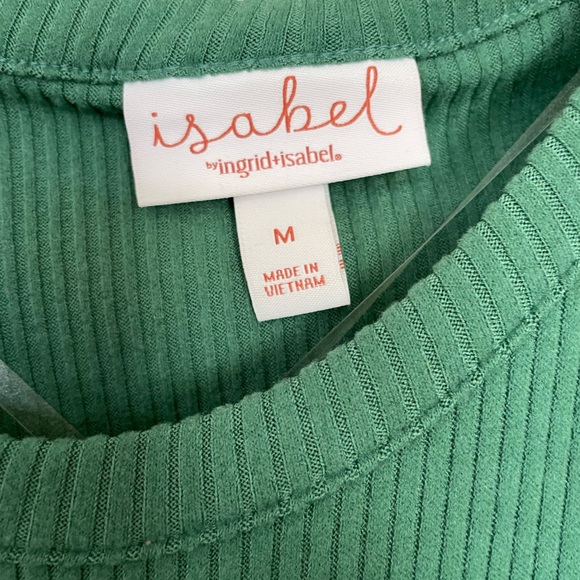 isabel
by ingrid+isabel®
M
MADE IN
VIETNAM